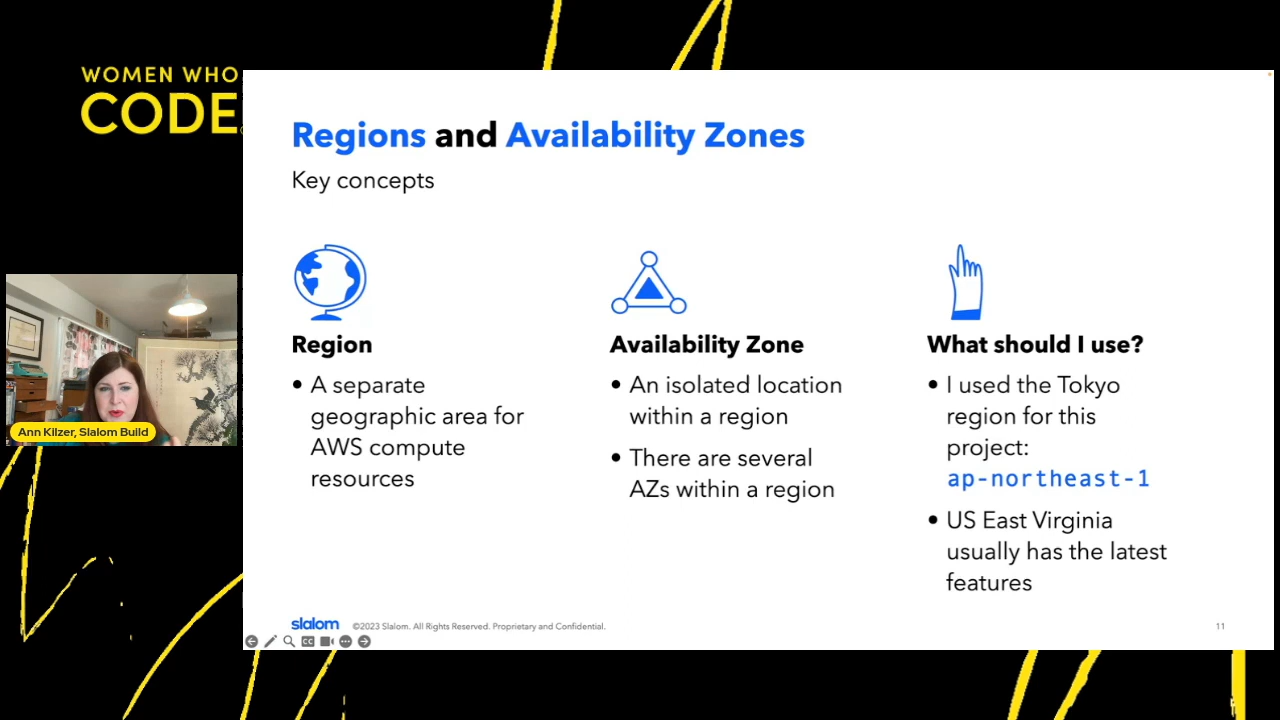 WOMEN WHO
CODE
Regions and Availability Zones
Key concepts
Region
• A separate
geographic area for
AWS compute
resources
Availability Zone
• An isolated location
within a region
• There are several
AZs within a region
What should I use?
• I used the Tokyo
region for this
project:
ap-northeast-1
• US East Virginia
usually has the latest
features
Ann Kilzer, Slalom Build
slalom ©2023 Slalom. All Rights Reserved. Proprietary and Confidential.
11
CC